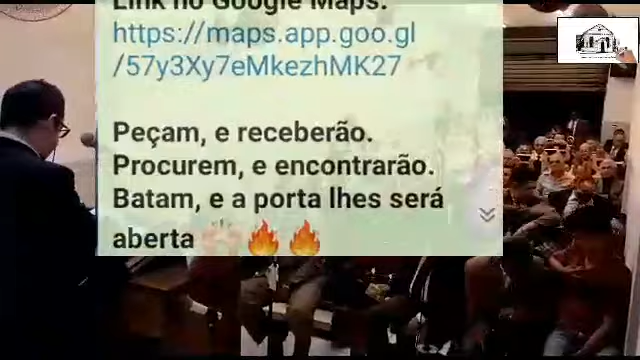 Link no Google Maps:
https://maps.app.goo.gl
/57y3Xy7eMkezhMK27
Peçam, e receberão.
Procurem, e encontrarão.
Batam, e a porta lhes será
aberta 🙌🏻🔥🔥